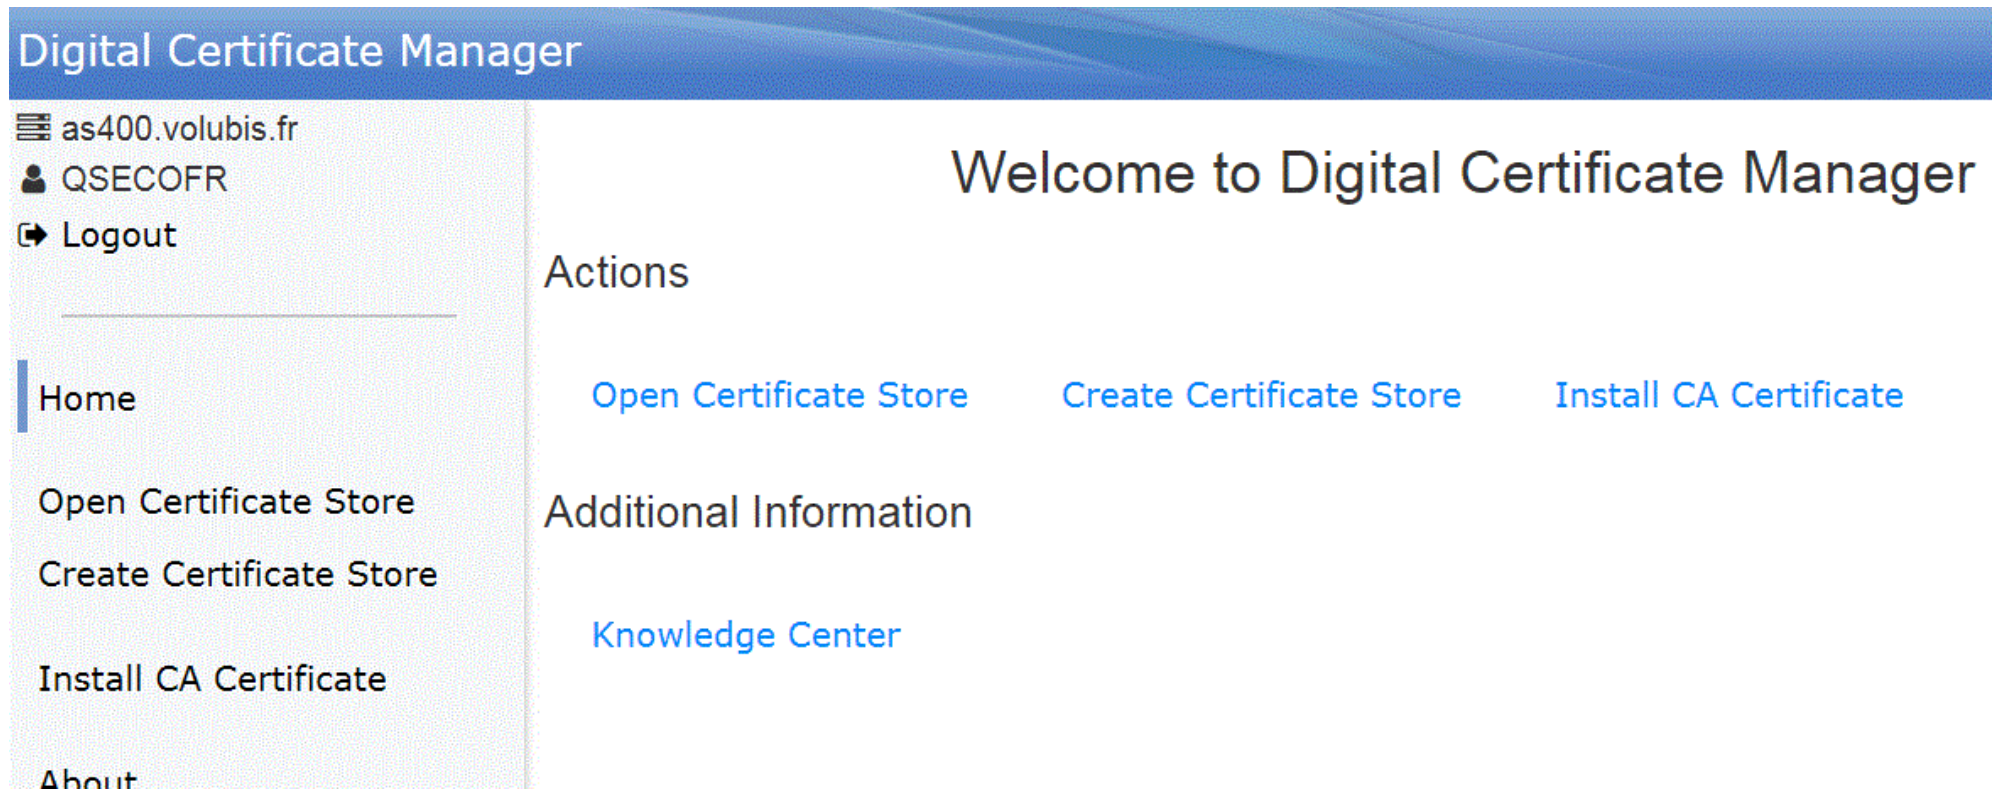 Digital Certificate Manager
as400.volubis.fr
QSECOFR
Logout
Home
Open Certificate Store
Create Certificate Store
Install CA Certificate
About
Welcome to Digital Certificate Manager
Actions
Open Certificate Store Create Certificate Store Install CA Certificate
Additional Information
Knowledge Center